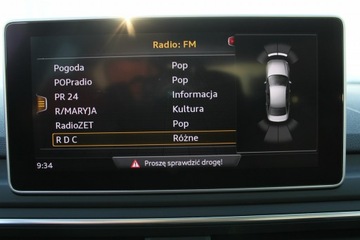 Radio: FM
Pogoda Pop
POPradio Pop
PR 24 Informacja
R/MARYJA Kultura
RadioZET Pop
R D C Różne
9:34 Proszę sprawdzić drogę!